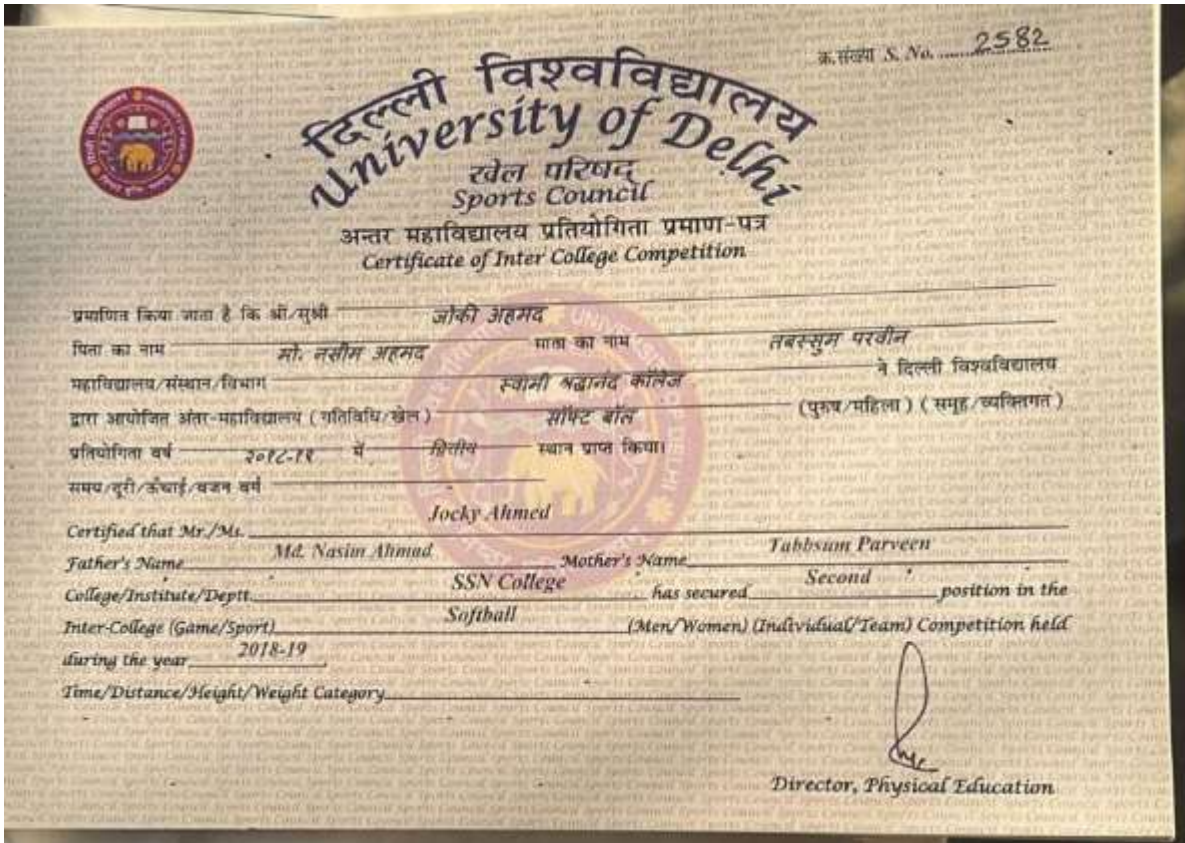 क्र.संख्या S. No. ........2582
दिल्ली विश्वविद्यालय
University of Delhi
खेल परिषद्
Sports Council
अन्तर महाविद्यालय प्रतियोगिता प्रमाण-पत्र
Certificate of Inter College Competition
प्रमाणित किया जाता है कि श्री/सुश्री जोकी अहमद
पिता का नाम मो. नसीम अहमद माता का नाम तबस्सुम परवीन
महाविद्यालय/संस्थान/विभाग स्वामी श्रद्धानंद कॉलेज ने दिल्ली विश्वविद्यालय
द्वारा आयोजित अंतर-महाविद्यालय (गतिविधि/खेल) सॉफ्ट बॉल (पुरुष/महिला) (समूह/व्यक्तिगत)
प्रतियोगिता वर्ष २०१८-१९ में द्वितीय स्थान प्राप्त किया।
समय/दूरी/ऊँचाई/वजन वर्ग
Certified that Mr./Ms. Jocky Ahmed
Father's Name Md. Nasim Ahmad Mother's Name Tabbsum Parveen
College/Institute/Deptt. SSN College has secured Second position in the
Inter-College (Game/Sport) Softball (Men/Women) (Individual/Team) Competition held
during the year 2018-19
Time/Distance/Height/Weight Category
Director, Physical Education